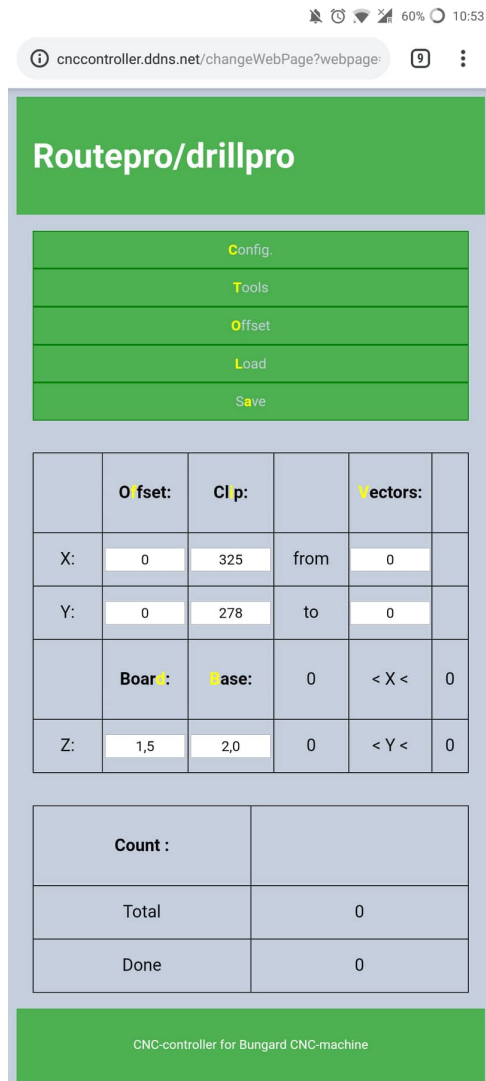 60% 10:53
cnccontroller.ddns.net/changeWebPage?webpage= 9
Routepro/drillpro
Config.
Tools
Offset
Load
Save
Offset: Clip: Vectors:
X: 0 325 from 0
Y: 0 278 to 0
Board: Base: 0 < X < 0
Z: 1,5 2,0 0 < Y < 0
Count :
Total 0
Done 0
CNC-controller for Bungard CNC-machine